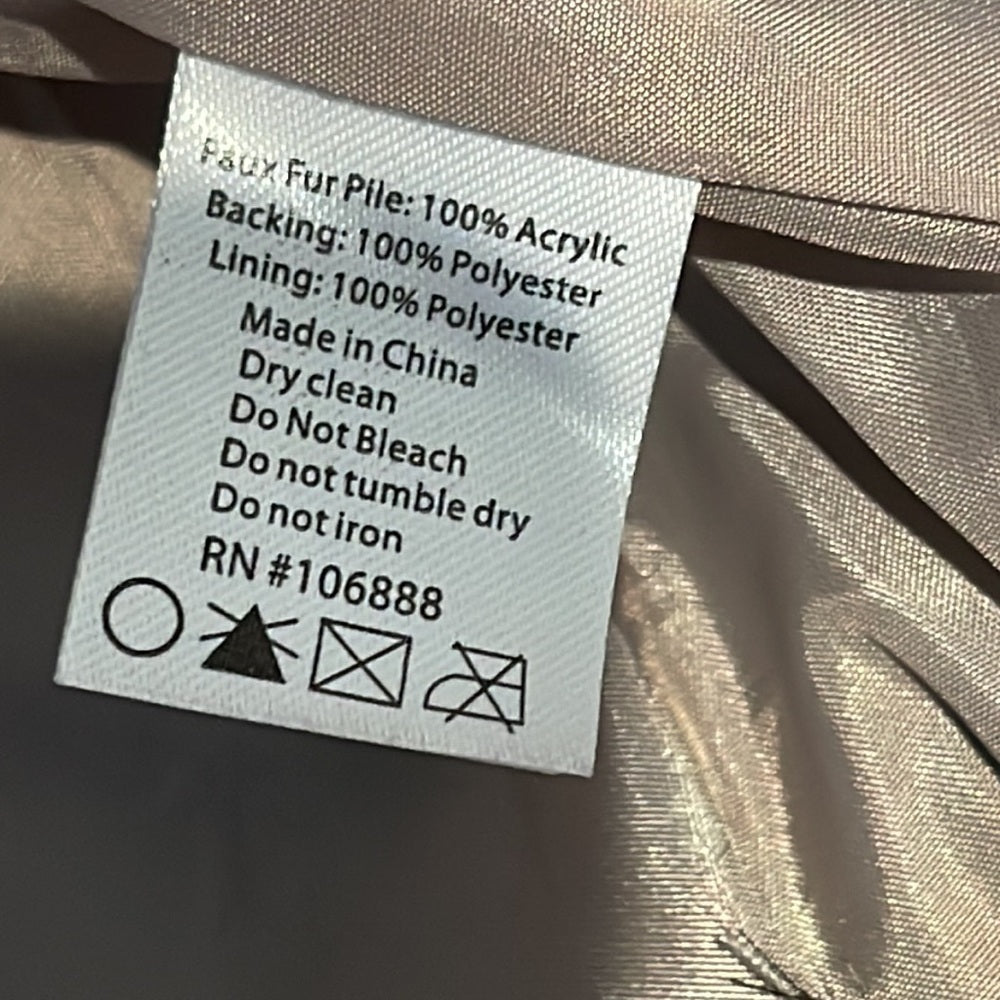 Faux Fur Pile: 100% Acrylic
Backing: 100% Polyester
Lining: 100% Polyester
Made in China
Dry clean
Do Not Bleach
Do not tumble dry
Do not iron
RN #106888